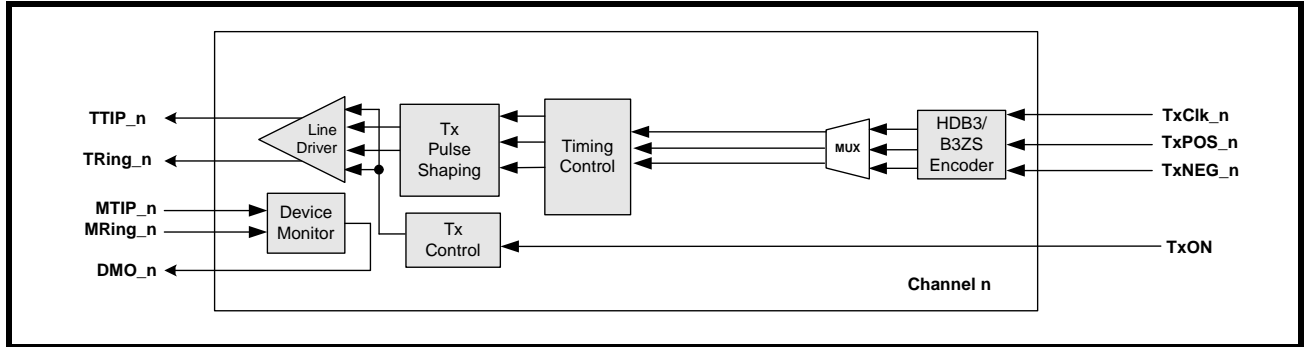 TTIP_n
TRing_n
MTIP_n
MRing_n
DMO_n
Line
Driver
Device
Monitor
Tx
Pulse
Shaping
Tx
Control
Timing
Control
MUX
HDB3/
B3ZS
Encoder
TxClk_n
TxPOS_n
TxNEG_n
TxON
Channel n